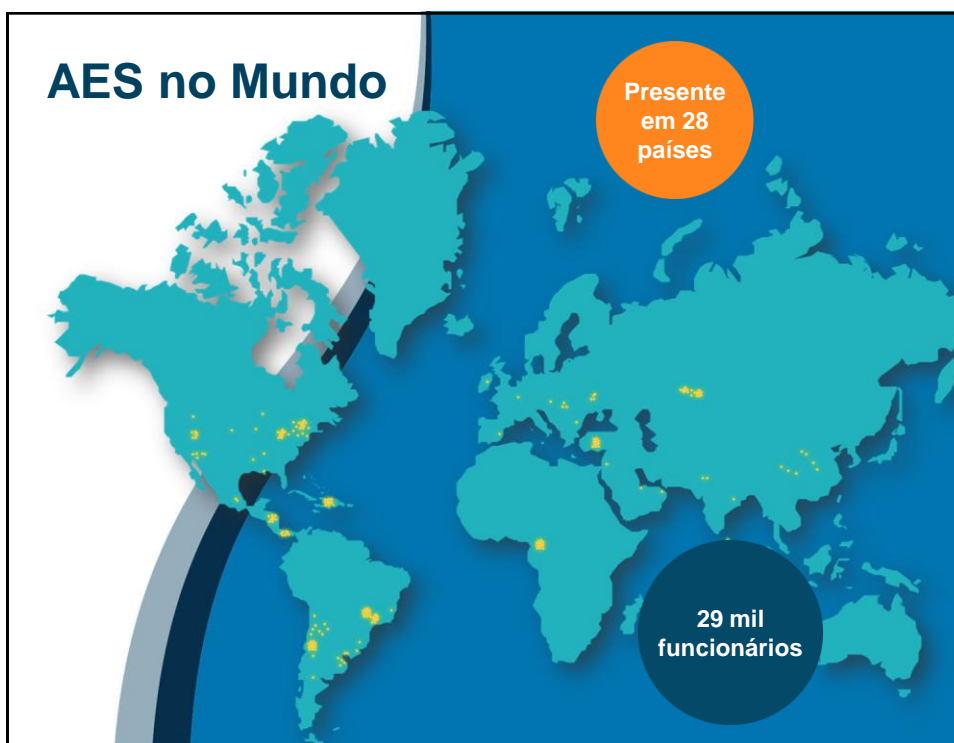 AES no Mundo
Presente
em 28
países
29 mil
funcionários